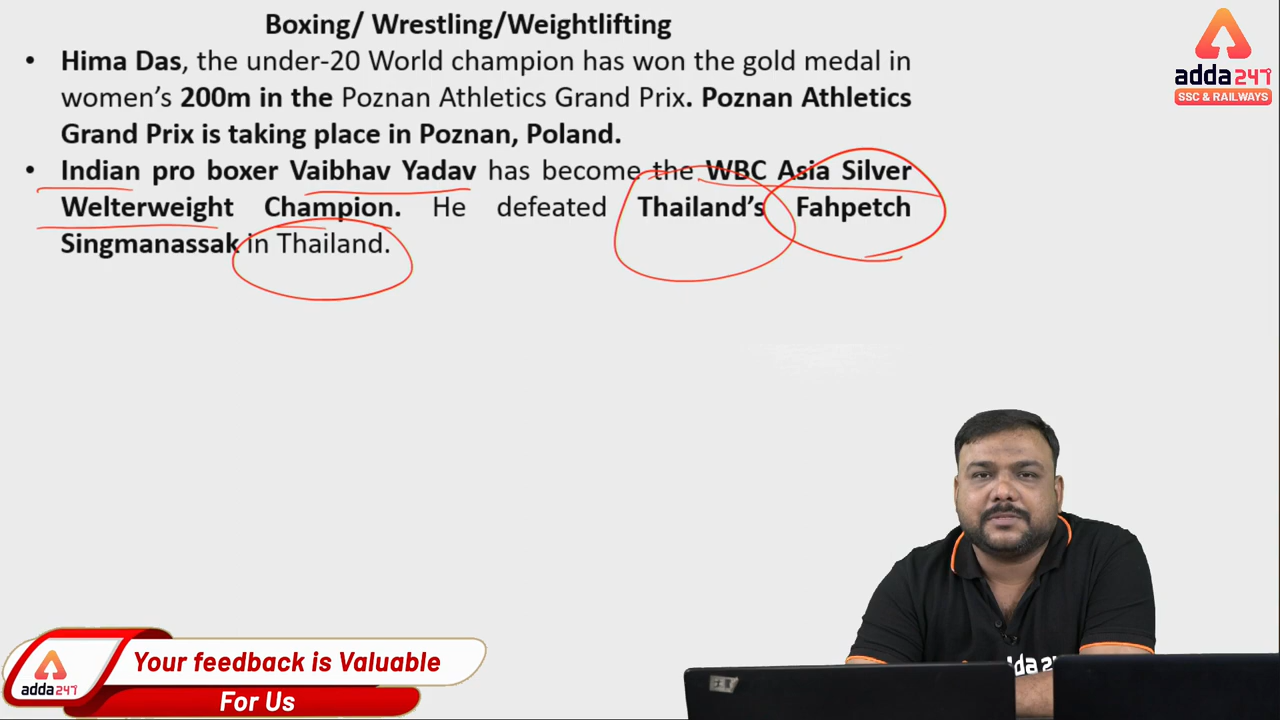 Boxing/ Wrestling/Weightlifting
• Hima Das, the under-20 World champion has won the gold medal in
women's 200m in the Poznan Athletics Grand Prix. Poznan Athletics
Grand Prix is taking place in Poznan, Poland.
• Indian pro boxer Vaibhav Yadav has become the WBC Asia Silver
Welterweight Champion. He defeated Thailand's Fahpetch
Singmanassak in Thailand.
adda247
SSC & RAILWAYS
Your feedback is Valuable
For Us
adda247